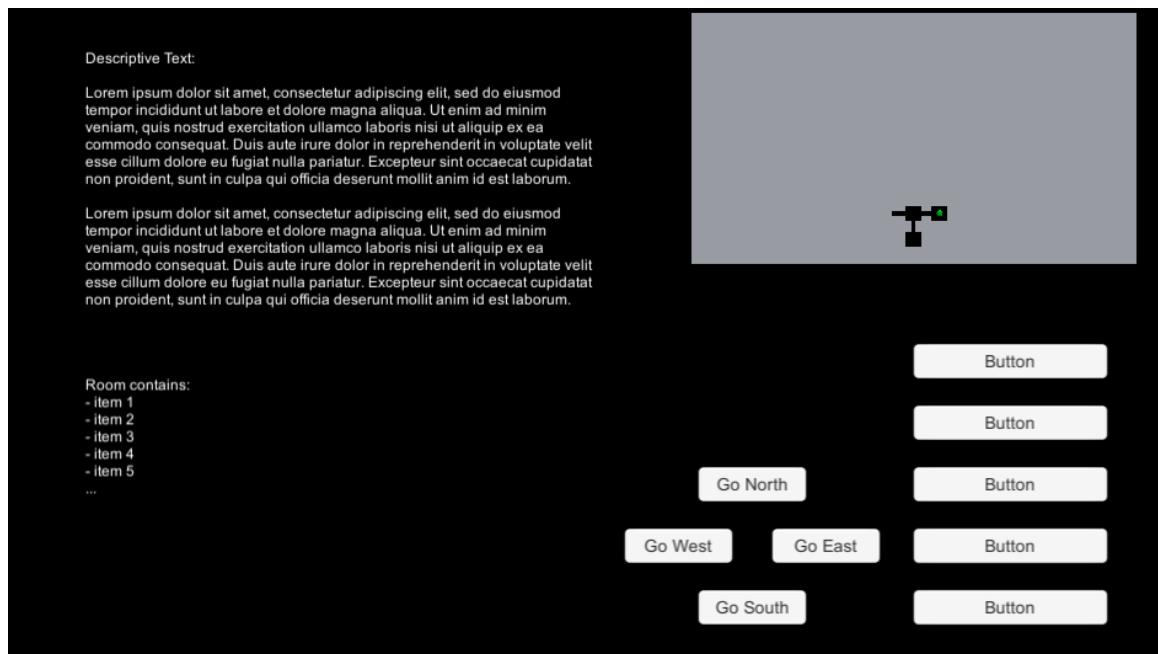 Descriptive Text:
Lorem ipsum dolor sit amet, consectetur adipiscing elit, sed do eiusmod
tempor incididunt ut labore et dolore magna aliqua. Ut enim ad minim
veniam, quis nostrud exercitation ullamco laboris nisi ut aliquip ex ea
commodo consequat. Duis aute irure dolor in reprehenderit in voluptate velit
esse cillum dolore eu fugiat nulla pariatur. Excepteur sint occaecat cupidatat
non proident, sunt in culpa qui officia deserunt mollit anim id est laborum.
Lorem ipsum dolor sit amet, consectetur adipiscing elit, sed do eiusmod
tempor incididunt ut labore et dolore magna aliqua. Ut enim ad minim
veniam, quis nostrud exercitation ullamco laboris nisi ut aliquip ex ea
commodo consequat. Duis aute irure dolor in reprehenderit in voluptate velit
esse cillum dolore eu fugiat nulla pariatur. Excepteur sint occaecat cupidatat
non proident, sunt in culpa qui officia deserunt mollit anim id est laborum.
Room contains:
- item 1
- item 2
- item 3
- item 4
- item 5
...
Button
Button
Go North
Button
Go West
Go East
Button
Go South
Button